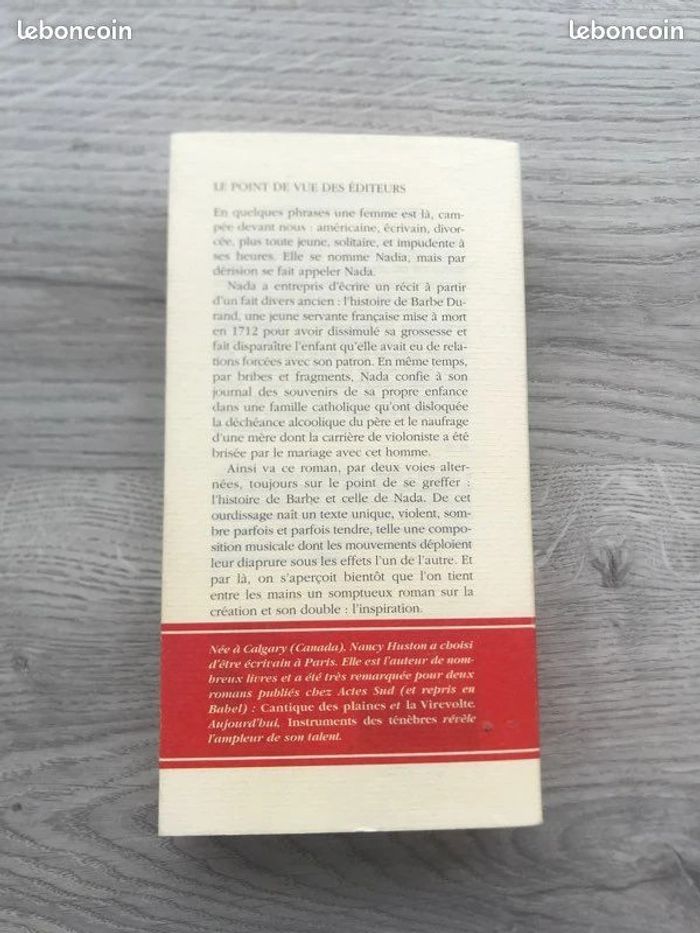 leboncoin
leboncoin
LE POINT DE VUE DES ÉDITEURS
En quelques phrases une femme est là, cam-
pée devant nous : américaine, écrivain, divor-
cée, plus toute jeune, solitaire, et impudente à
ses heures. Elle se nomme Nadia, mais par
dérision se fait appeler Nada.
Nada a entrepris d'écrire un récit à partir
d'un fait divers ancien : l'histoire de Barbe Du-
rand, une jeune servante française mise à mort
en 1712 pour avoir dissimulé sa grossesse et
fait disparaître l'enfant qu'elle avait eu de rela-
tions forcées avec son patron. En même temps,
par bribes et fragments, Nada confie à son
journal des souvenirs de sa propre enfance
dans une famille catholique qu'ont disloquée
la déchéance alcoolique du père et le naufrage
d'une mère dont la carrière de violoniste a été
brisée par le mariage avec cet homme.
Ainsi va ce roman, par deux voies alter-
nées, toujours sur le point de se greffer :
l'histoire de Barbe et celle de Nada. De cet
ourdissage naît un texte unique, violent, som-
bre parfois et parfois tendre, telle une compo-
sition musicale dont les mouvements déploient
leur diaprure sous les effets l'un de l'autre. Et
par là, on s'aperçoit bientôt que l'on tient
entre les mains un somptueux roman sur la
création et son double : l'inspiration.
Née à Calgary (Canada), Nancy Huston a choisi
d'être écrivain à Paris. Elle est l'auteur de nom-
breux livres et a été très remarquée pour deux
romans publiés chez Actes Sud (et repris en
Babel) : Cantique des plaines et la Virevolte.
Aujourd'hui, Instruments des ténèbres révèle
l'ampleur de son talent.